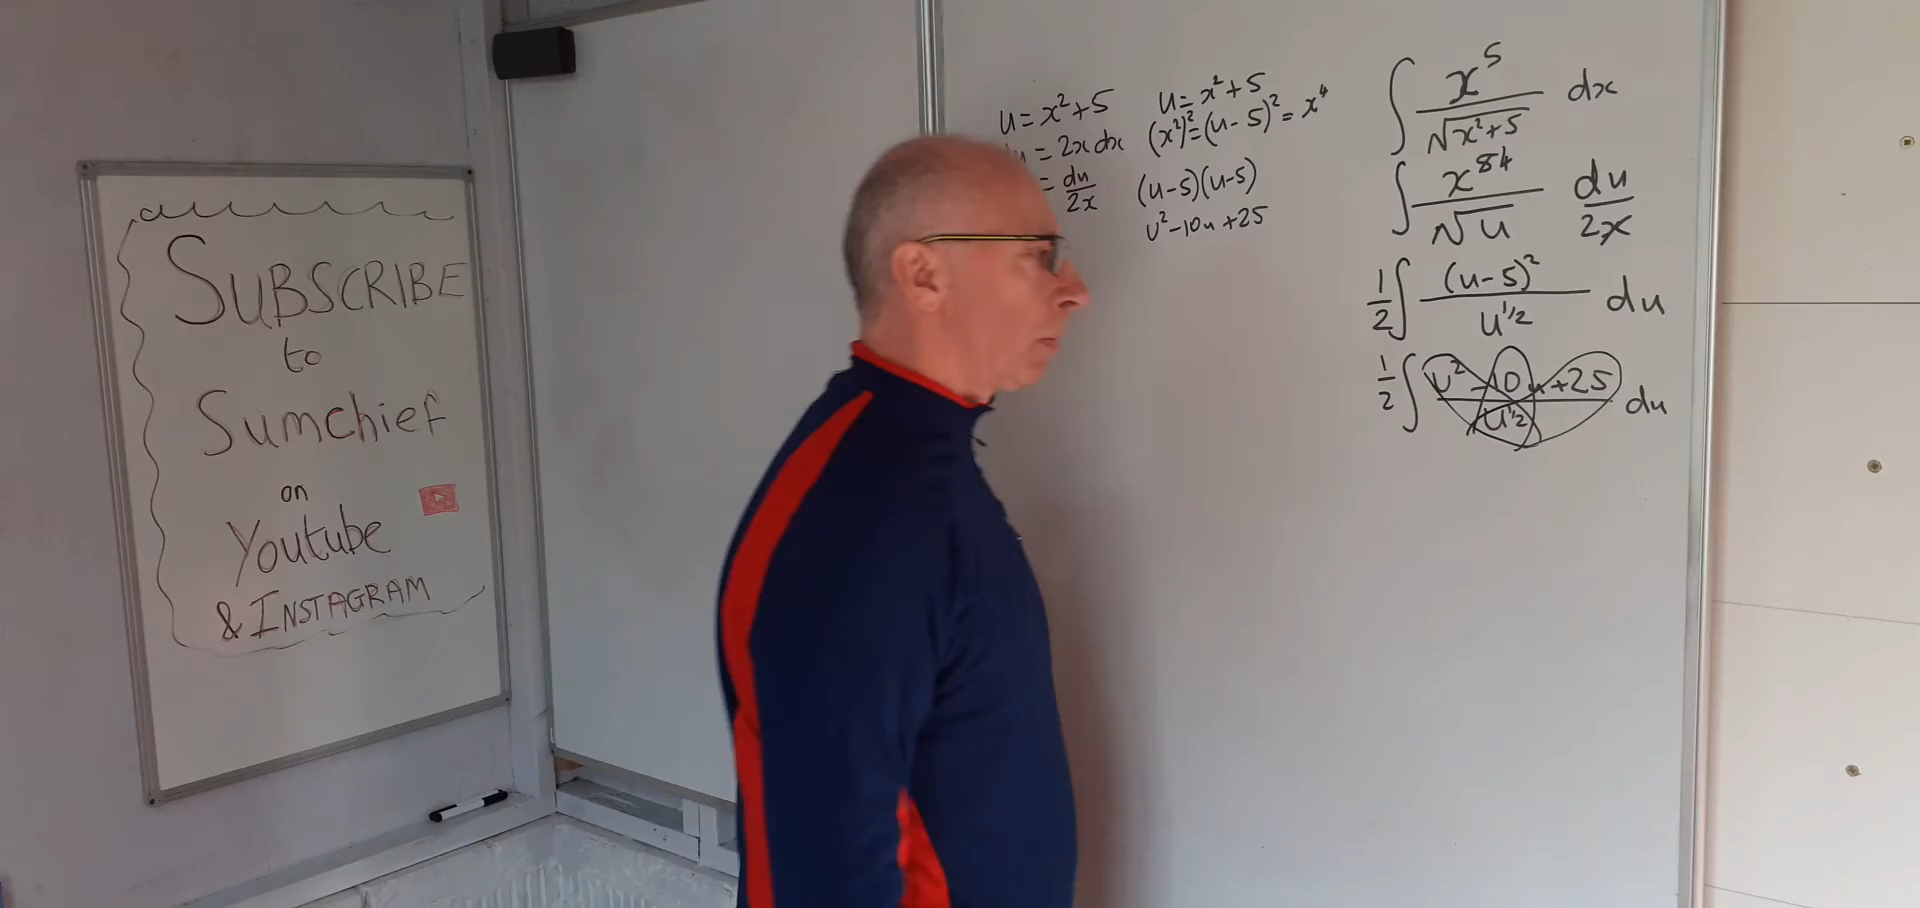 SUBSCRIBE
to
Sumchief
on
Youtube
& INSTAGRAM
u = x² + 5
= 2x dx
= du/2x
u = x² + 5
(x²)² = (u - 5)² = x⁴
(u - 5)(u - 5)
u² - 10u + 25
∫ x⁵/√(x² + 5) dx
∫ x⁵⁴/√u du/2x
1/2 ∫ (u - 5)²/u^½ du
1/2 ∫ (u² - 10u + 25)/u^½ du